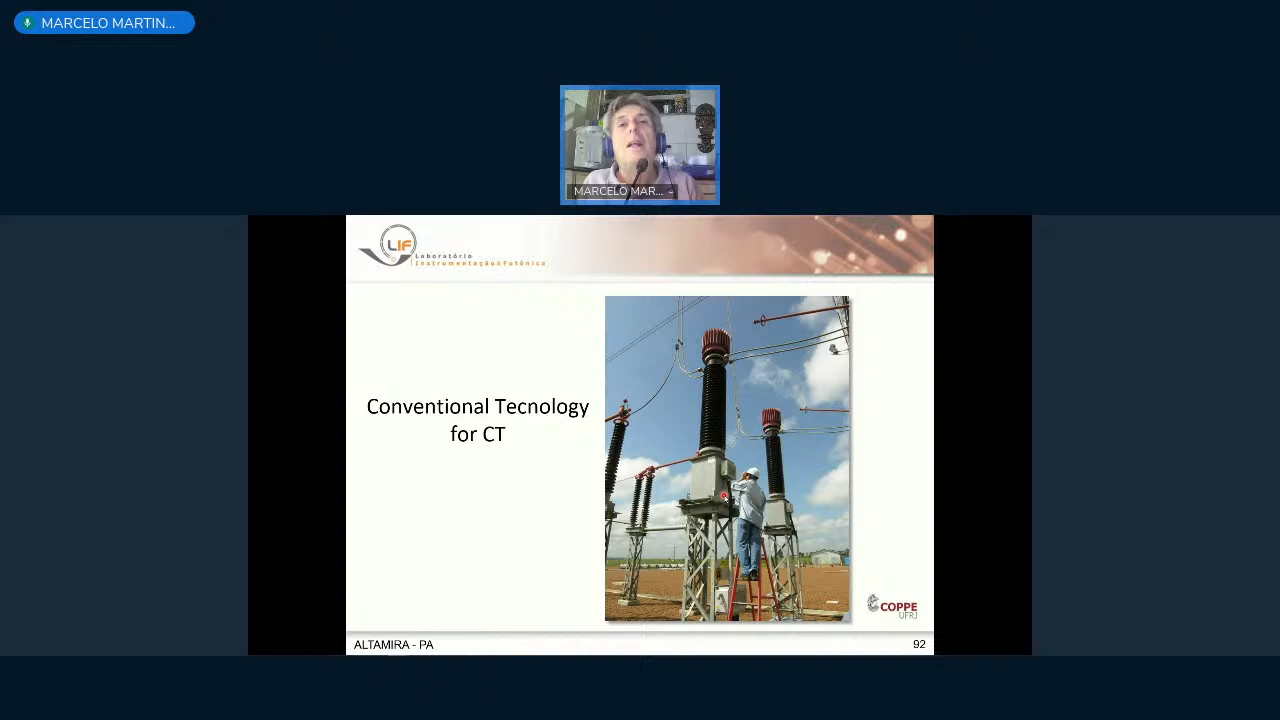 MARCELO MARTIN...
MARCELO MAR...
LIF
Laboratório
Instrumentação&Fotônica
Conventional Tecnology
for CT
COPPE
UFRJ
ALTAMIRA - PA
92